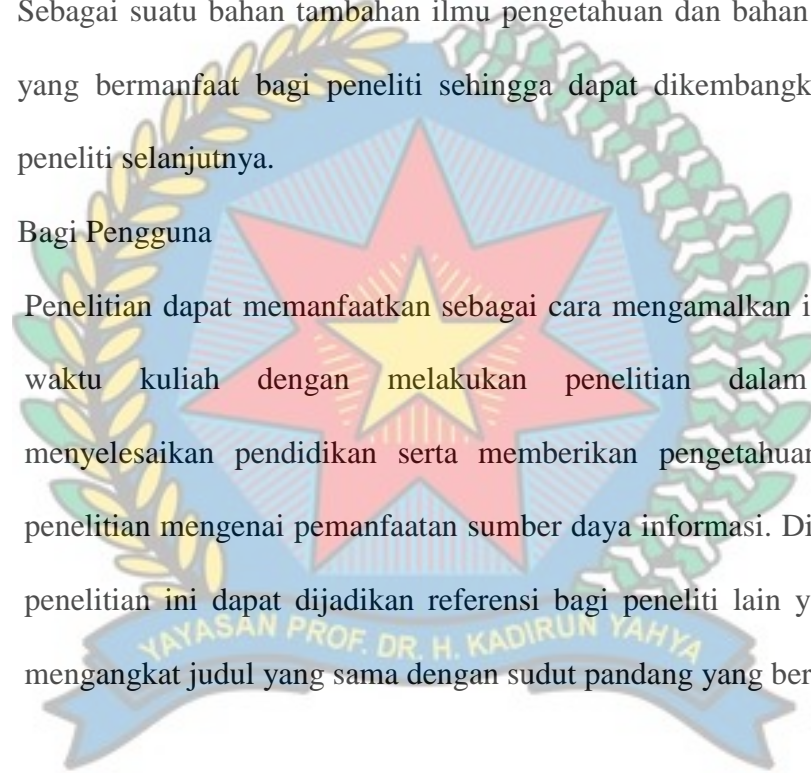 Sebagai suatu bahan tambahan ilmu pengetahuan dan bahan
yang bermanfaat bagi peneliti sehingga dapat dikembangk
peneliti selanjutnya.
Bagi Pengguna
Penelitian dapat memanfaatkan sebagai cara mengamalkan i
waktu kuliah dengan melakukan penelitian dalam
menyelesaikan pendidikan serta memberikan pengetahuan
penelitian mengenai pemanfaatan sumber daya informasi. Di
penelitian ini dapat dijadikan referensi bagi peneliti lain y
YAYASAN PROF. DR. H. KADIRUN YAHYA
mengangkat judul yang sama dengan sudut pandang yang ber